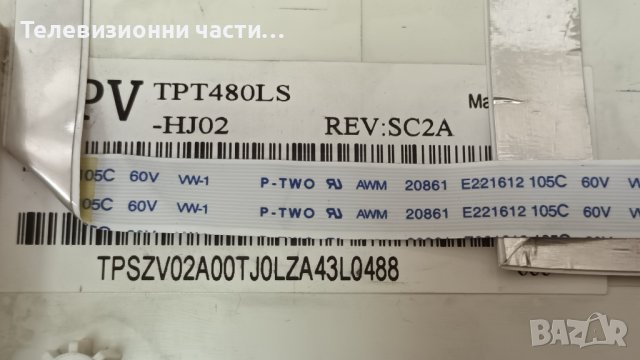 Телевизионни части...
PV TPT480LS
-HJ02 REV:SC2A
Ma
105C 60V VW-1 P-TWO AWM 20861 E221612 105C 60V VW
105C 60V VW-1 P-TWO AWM 20861 E221612 105C 60V VW
TPSZV02A00TJ0LZA43L0488
BAZAR